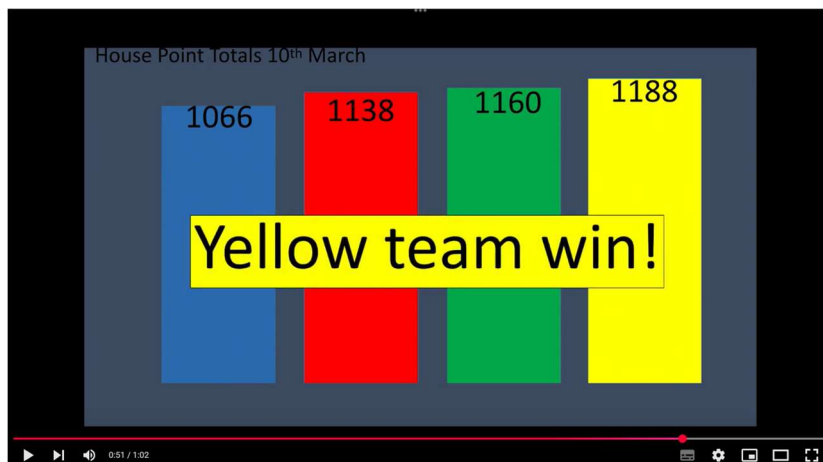 House Point Totals 10th March
1066
1138
1160
1188
Yellow team win!
0:51 / 1:02